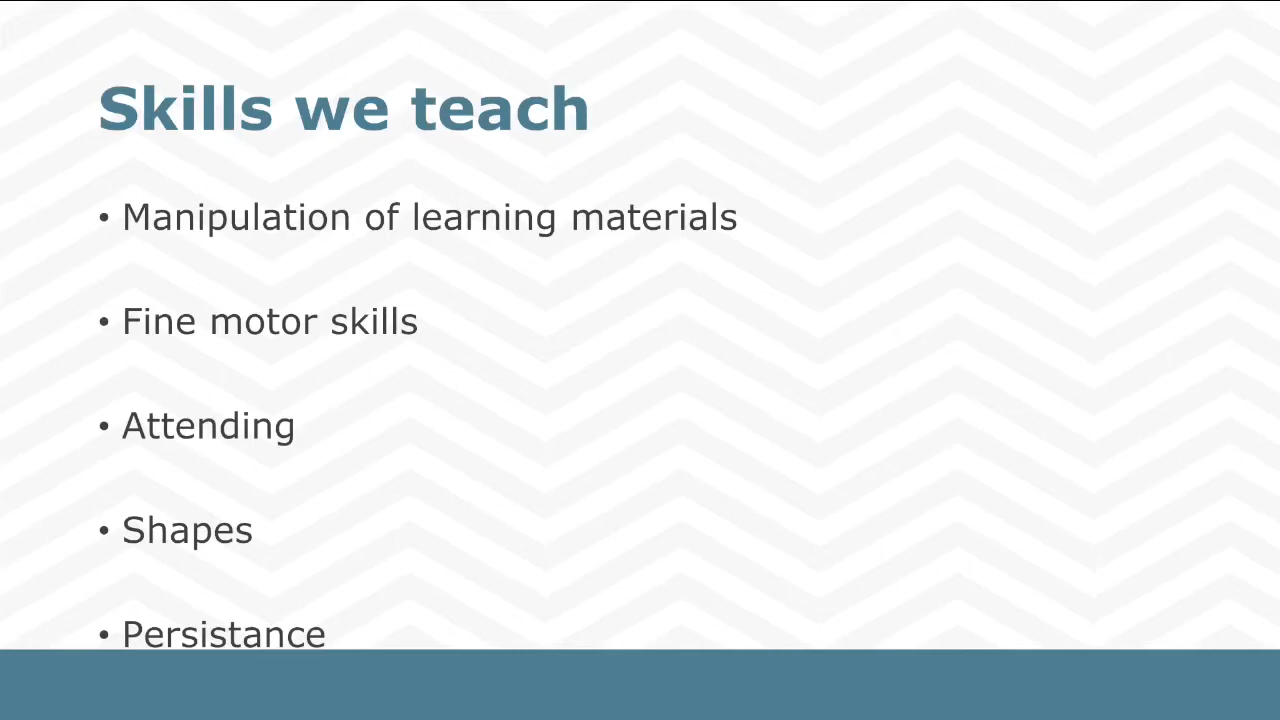 Skills we teach
• Manipulation of learning materials
• Fine motor skills
• Attending
• Shapes
• Persistance